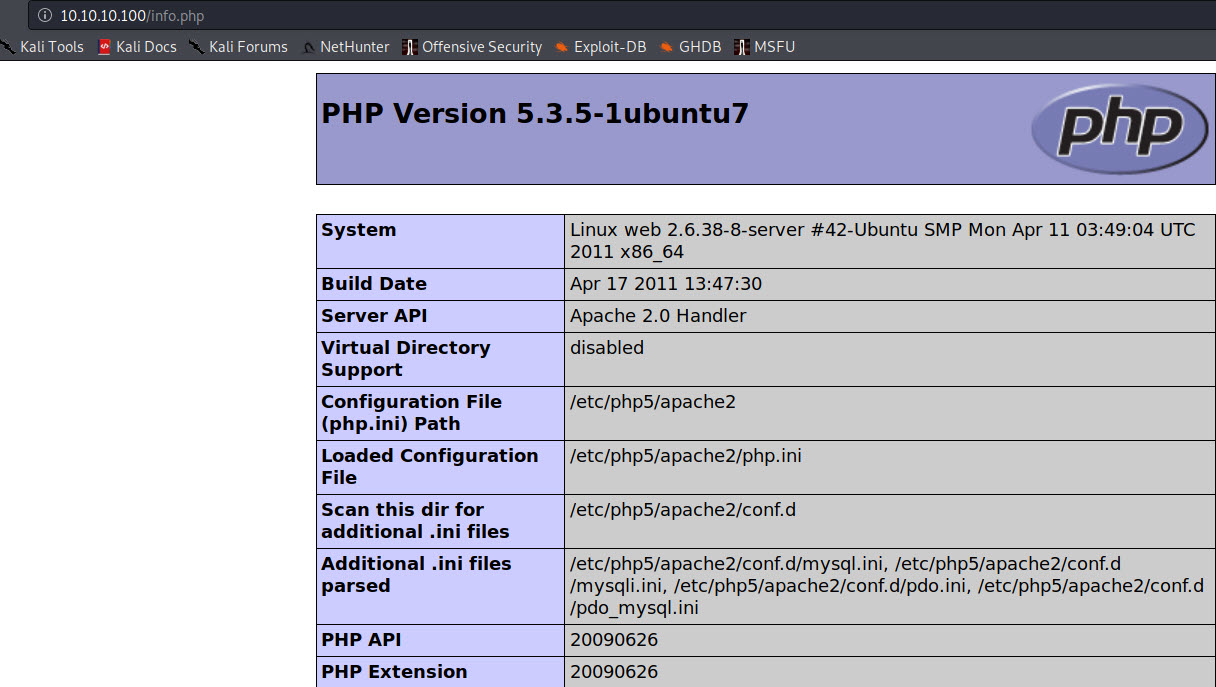 10.10.10.100/info.php
Kali Tools Kali Docs Kali Forums NetHunter Offensive Security Exploit-DB GHDB MSFU
PHP Version 5.3.5-1ubuntu7
php
System Linux web 2.6.38-8-server #42-Ubuntu SMP Mon Apr 11 03:49:04 UTC
2011 x86_64
Build Date Apr 17 2011 13:47:30
Server API Apache 2.0 Handler
Virtual Directory disabled
Support
Configuration File /etc/php5/apache2
(php.ini) Path
Loaded Configuration /etc/php5/apache2/php.ini
File
Scan this dir for /etc/php5/apache2/conf.d
additional .ini files
Additional .ini files /etc/php5/apache2/conf.d/mysql.ini, /etc/php5/apache2/conf.d
parsed /mysqli.ini, /etc/php5/apache2/conf.d/pdo.ini, /etc/php5/apache2/conf.d
/pdo_mysql.ini
PHP API 20090626
PHP Extension 20090626